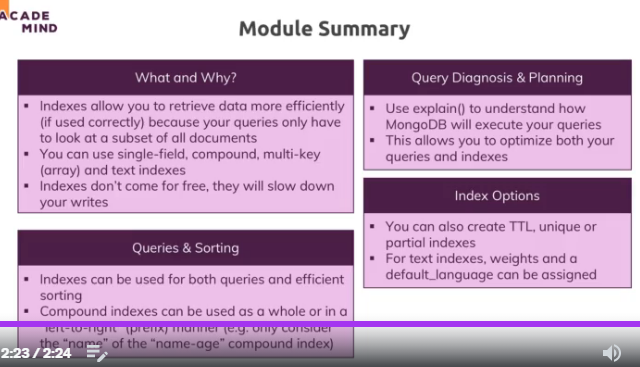 ACADE
MIND
Module Summary
What and Why?
▪ Indexes allow you to retrieve data more efficiently
(if used correctly) because your queries only have
to look at a subset of all documents
▪ You can use single-field, compound, multi-key
(array) and text indexes
▪ Indexes don't come for free, they will slow down
your writes
Queries & Sorting
▪ Indexes can be used for both queries and efficient
sorting
▪ Compound indexes can be used as a whole or in a
"left-to-right" (prefix) manner (e.g. only consider
the "name" of the "name-age" compound index)
Query Diagnosis & Planning
▪ Use explain() to understand how
MongoDB will execute your queries
▪ This allows you to optimize both your
queries and indexes
Index Options
▪ You can also create TTL, unique or
partial indexes
▪ For text indexes, weights and a
default_language can be assigned
2:23 / 2:24